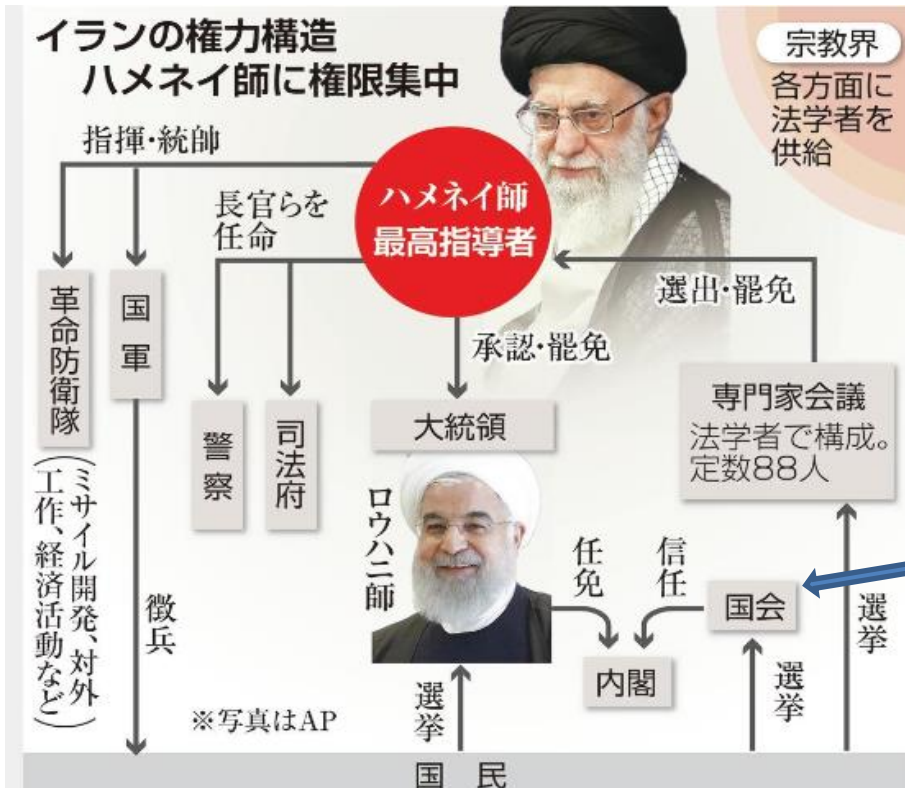 イランの権力構造
ハメネイ師に権限集中
宗教界
各方面に
法学者を
供給
指揮・統帥
長官らを
任命
ハメネイ師
最高指導者
選出・罷免
承認・罷免
革命防衛隊
(ミサイル開発、対外
工作、経済活動など)
国軍
警察
司法府
大統領
ロウハニ師
専門家会議
法学者で構成。
定数88人
任免
信任
国会
内閣
徴兵
選挙
選挙
選挙
※写真はAP
国 民